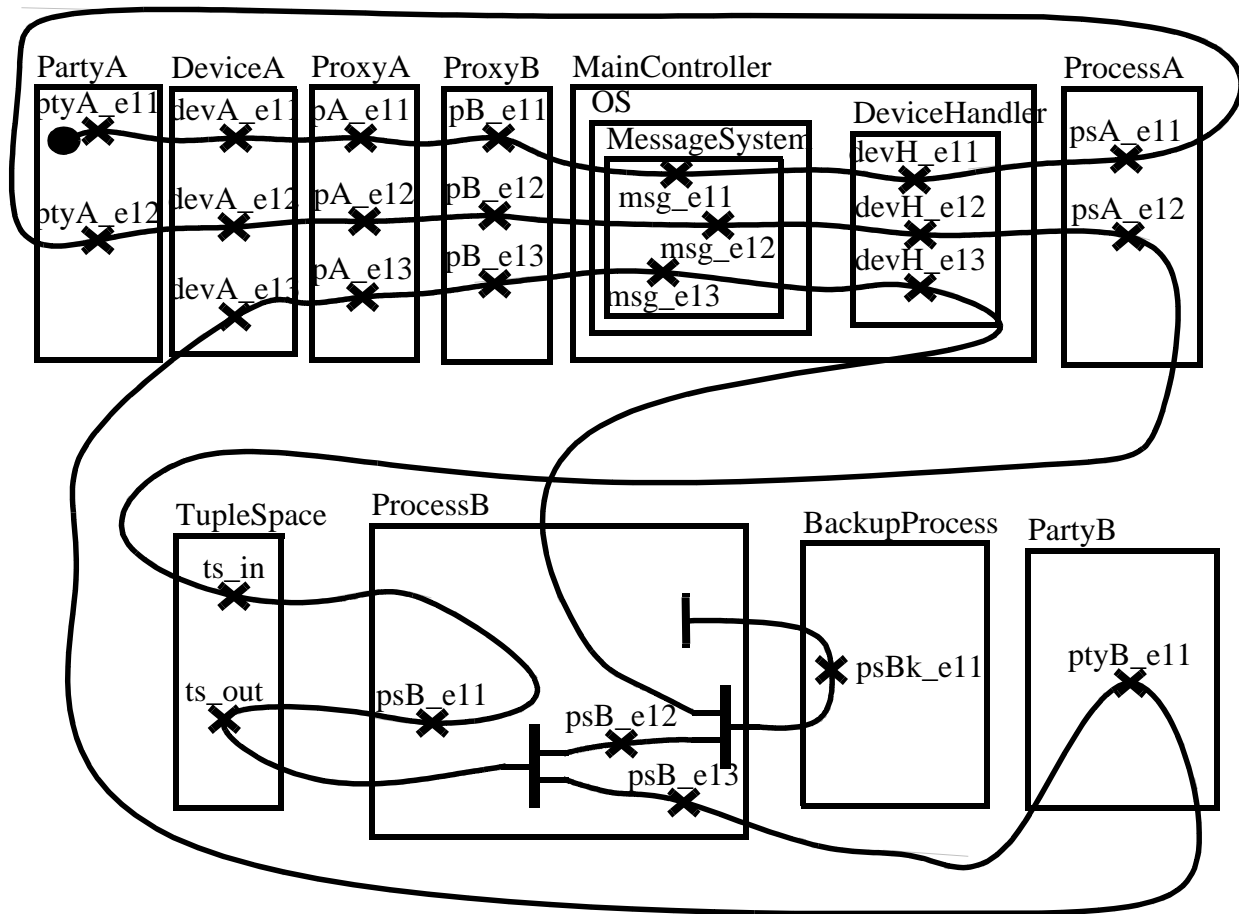 PartyA DeviceA ProxyA ProxyB MainController ProcessA
OS
ptyA_e11 devA_e11 pA_e11 pB_e11 DeviceHandler
MessageSystem psA_e11
devH_e11
ptyA_e12 devA_e12 pA_e12 pB_e12 msg_e11 devH_e12 psA_e12
msg_e12
devA_e13 pA_e13 pB_e13 devH_e13
msg_e13
TupleSpace ProcessB BackupProcess PartyB
ts_in
ts_out psB_e11 psBk_e11 ptyB_e11
psB_e12
psB_e13